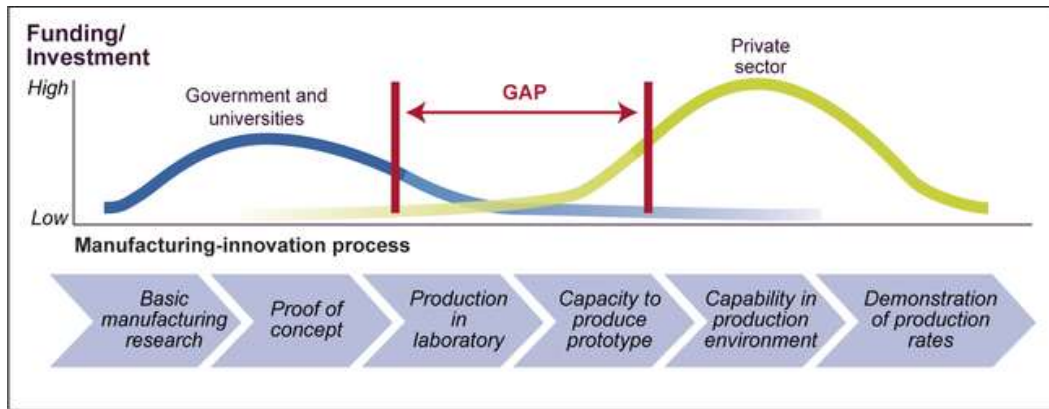 Funding/
Investment
High
Low
Government and
universities
GAP
Private
sector
Manufacturing-innovation process
Basic
manufacturing
research
Proof of
concept
Production
in
laboratory
Capacity to
produce
prototype
Capability in
production
environment
Demonstration
of production
rates